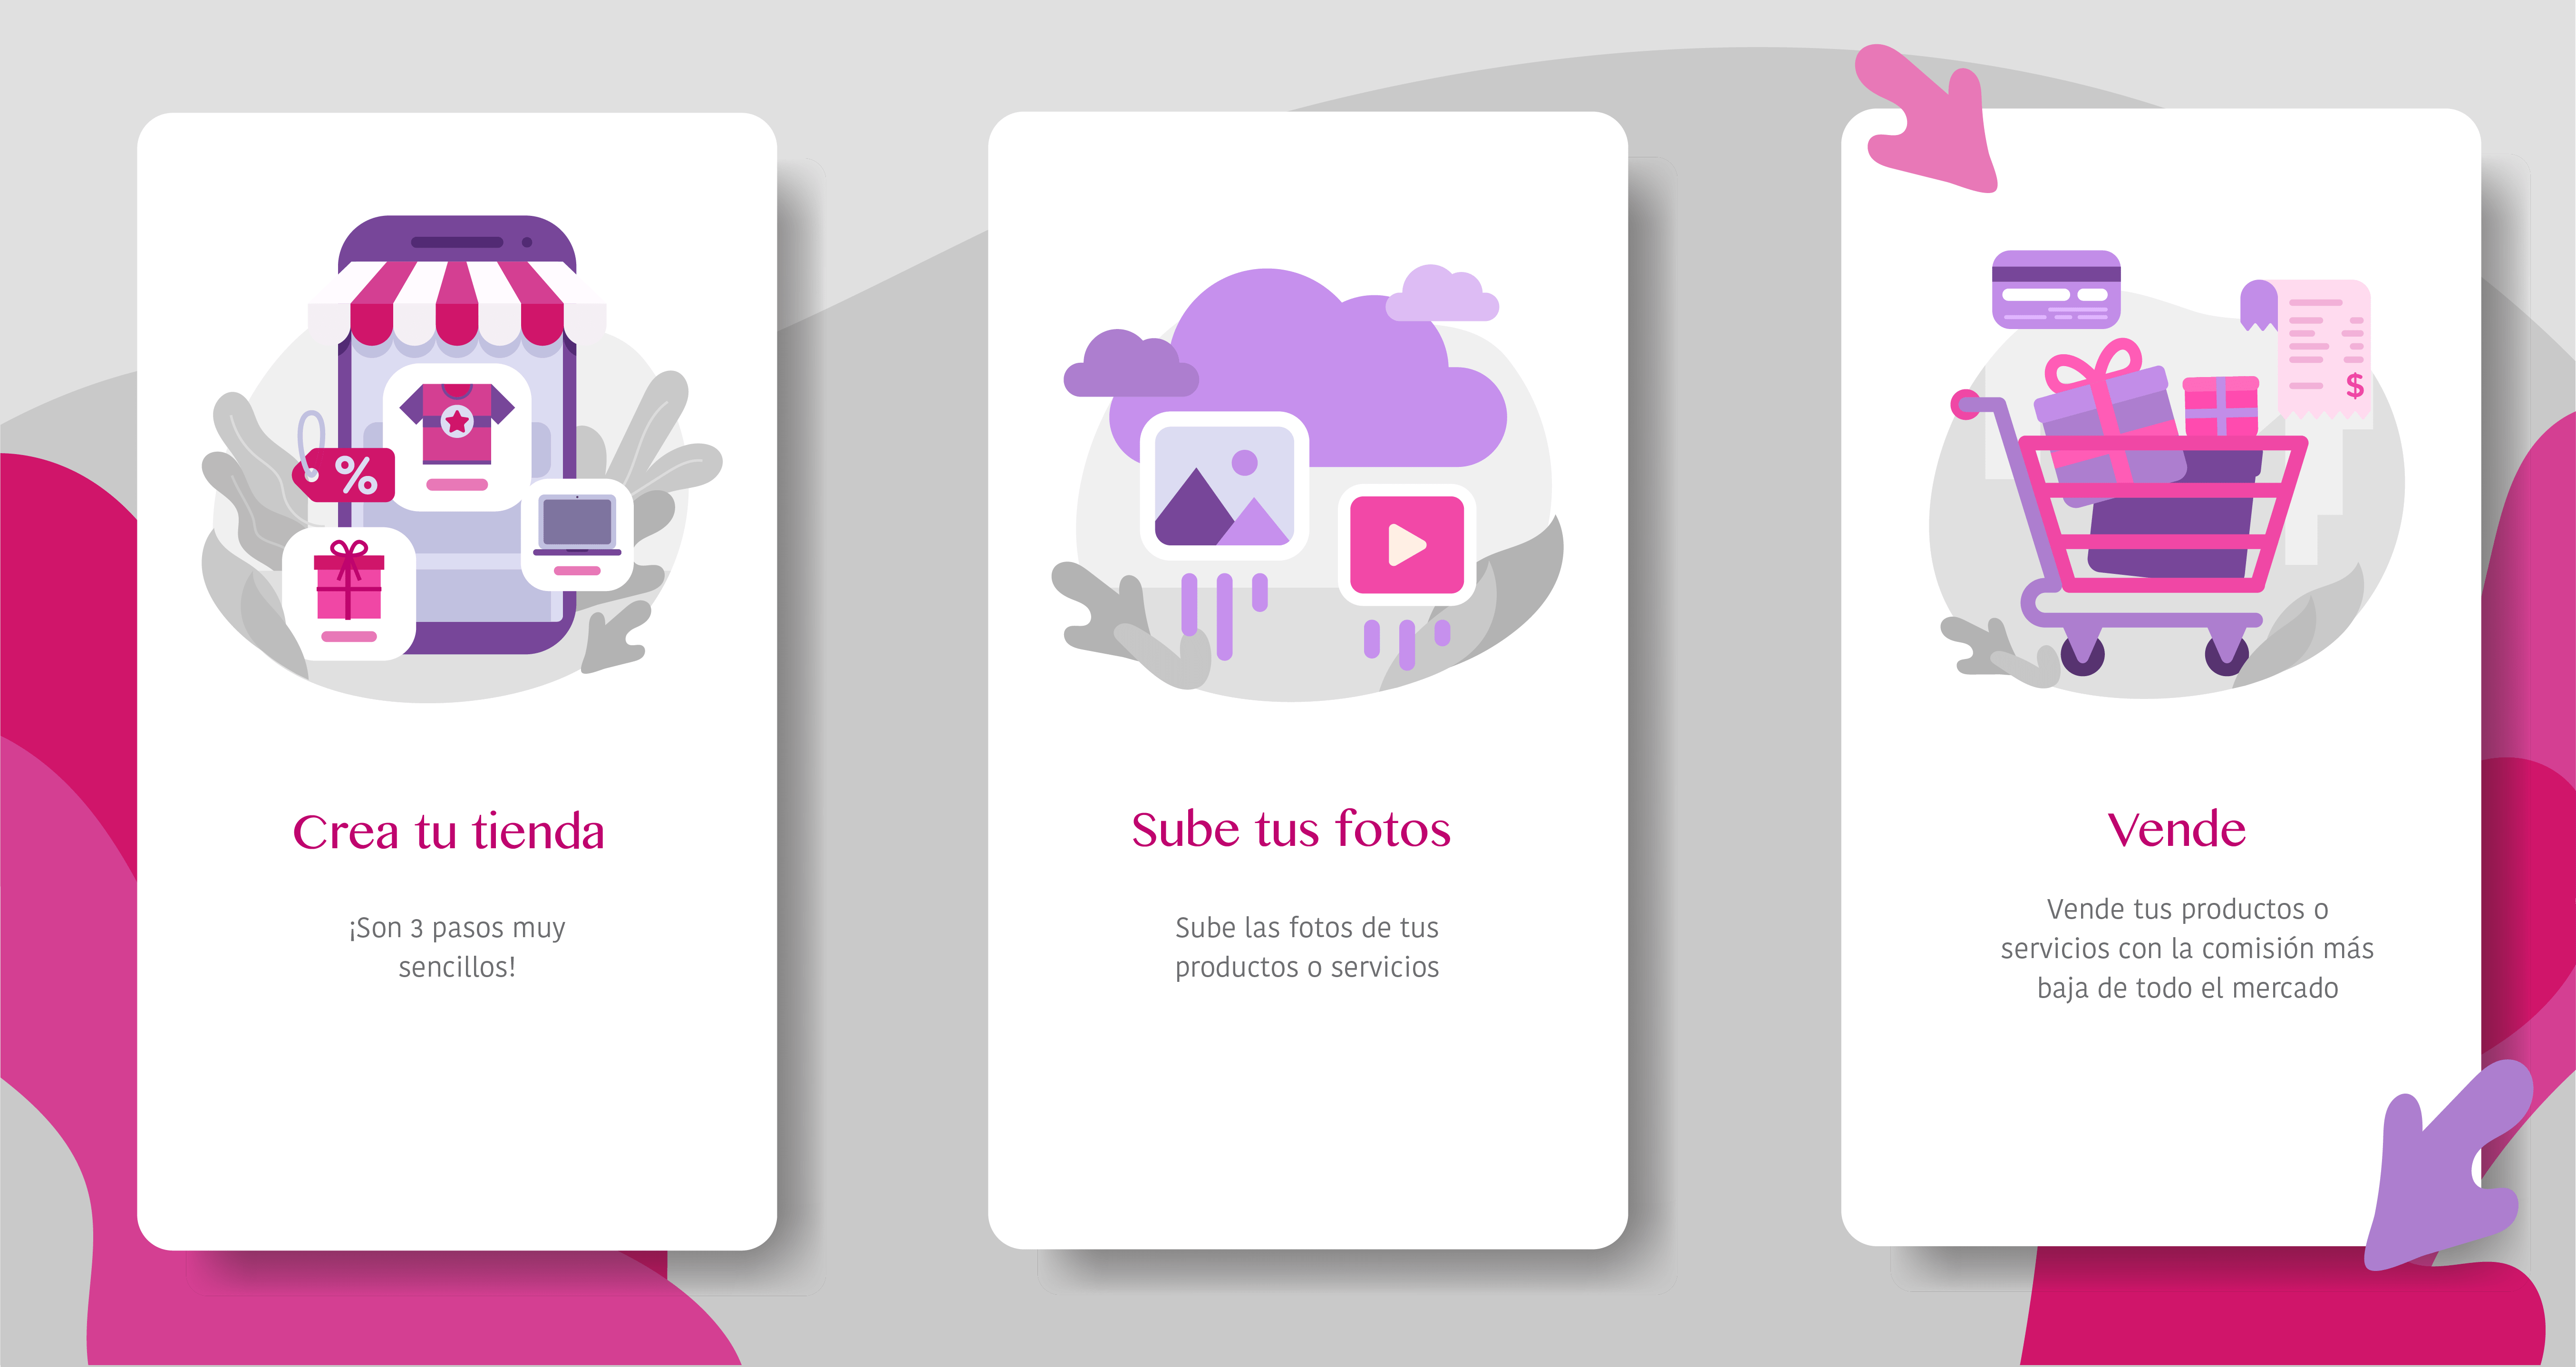 %
$
Crea tu tienda
¡Son 3 pasos muy
sencillos!
Sube tus fotos
Sube las fotos de tus
productos o servicios
Vende
Vende tus productos o
servicios con la comisión más
baja de todo el mercado